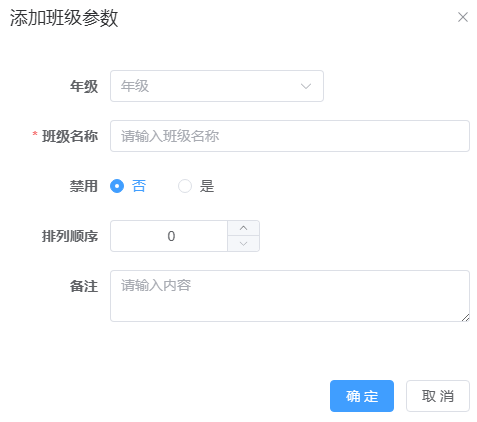 添加班级参数
年级 年级
* 班级名称 请输入班级名称
禁用 否 是
排列顺序 0
备注 请输入内容
确 定 取 消